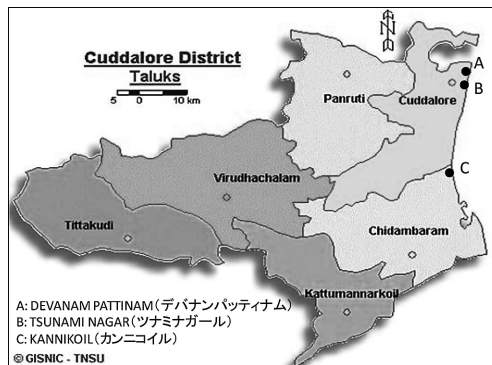 Cuddalore District
Taluks
5 0 10 km
N
A
B
C
Panruti
Cuddalore
Virudhachalam
Tittakudi
Chidambaram
Kattumannarkoil
A: DEVANAM PATTINAM(デバナンパッティナム)
B: TSUNAMI NAGAR(ツナミナガール)
C: KANNIKOIL(カンニコイル)
© GISNIC - TNSU